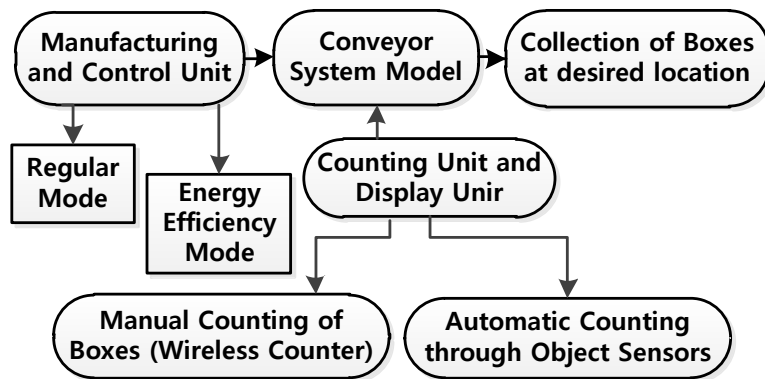 Manufacturing
and Control Unit
Conveyor
System Model
Collection of Boxes
at desired location
Regular
Mode
Energy
Efficiency
Mode
Counting Unit and
Display Unir
Manual Counting of
Boxes (Wireless Counter)
Automatic Counting
through Object Sensors